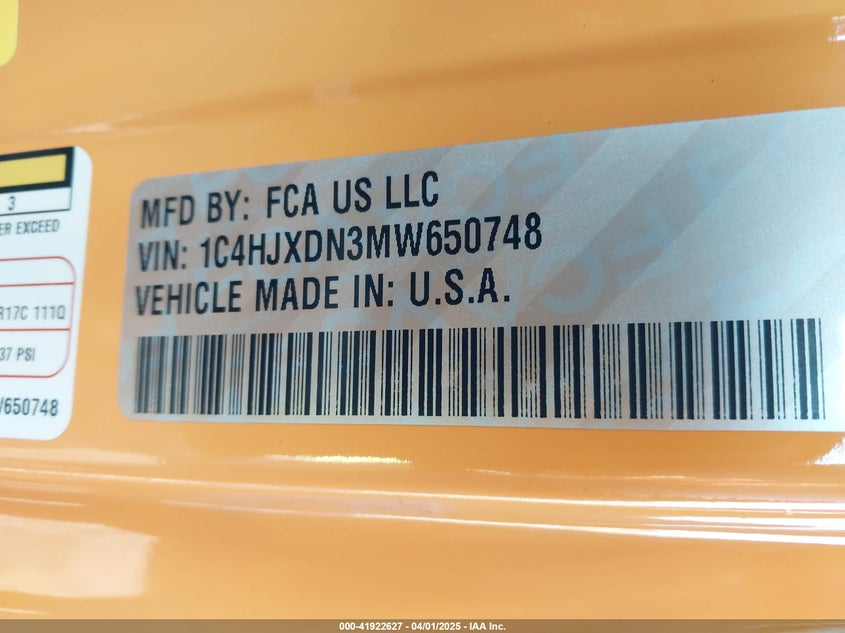 3
ER EXCEED
R17C 111Q
37 PSI
W650748
MFD BY: FCA US LLC
VIN: 1C4HJXDN3MW650748
VEHICLE MADE IN: U.S.A.
000-41922627 - 04/01/2025 - IAA Inc.